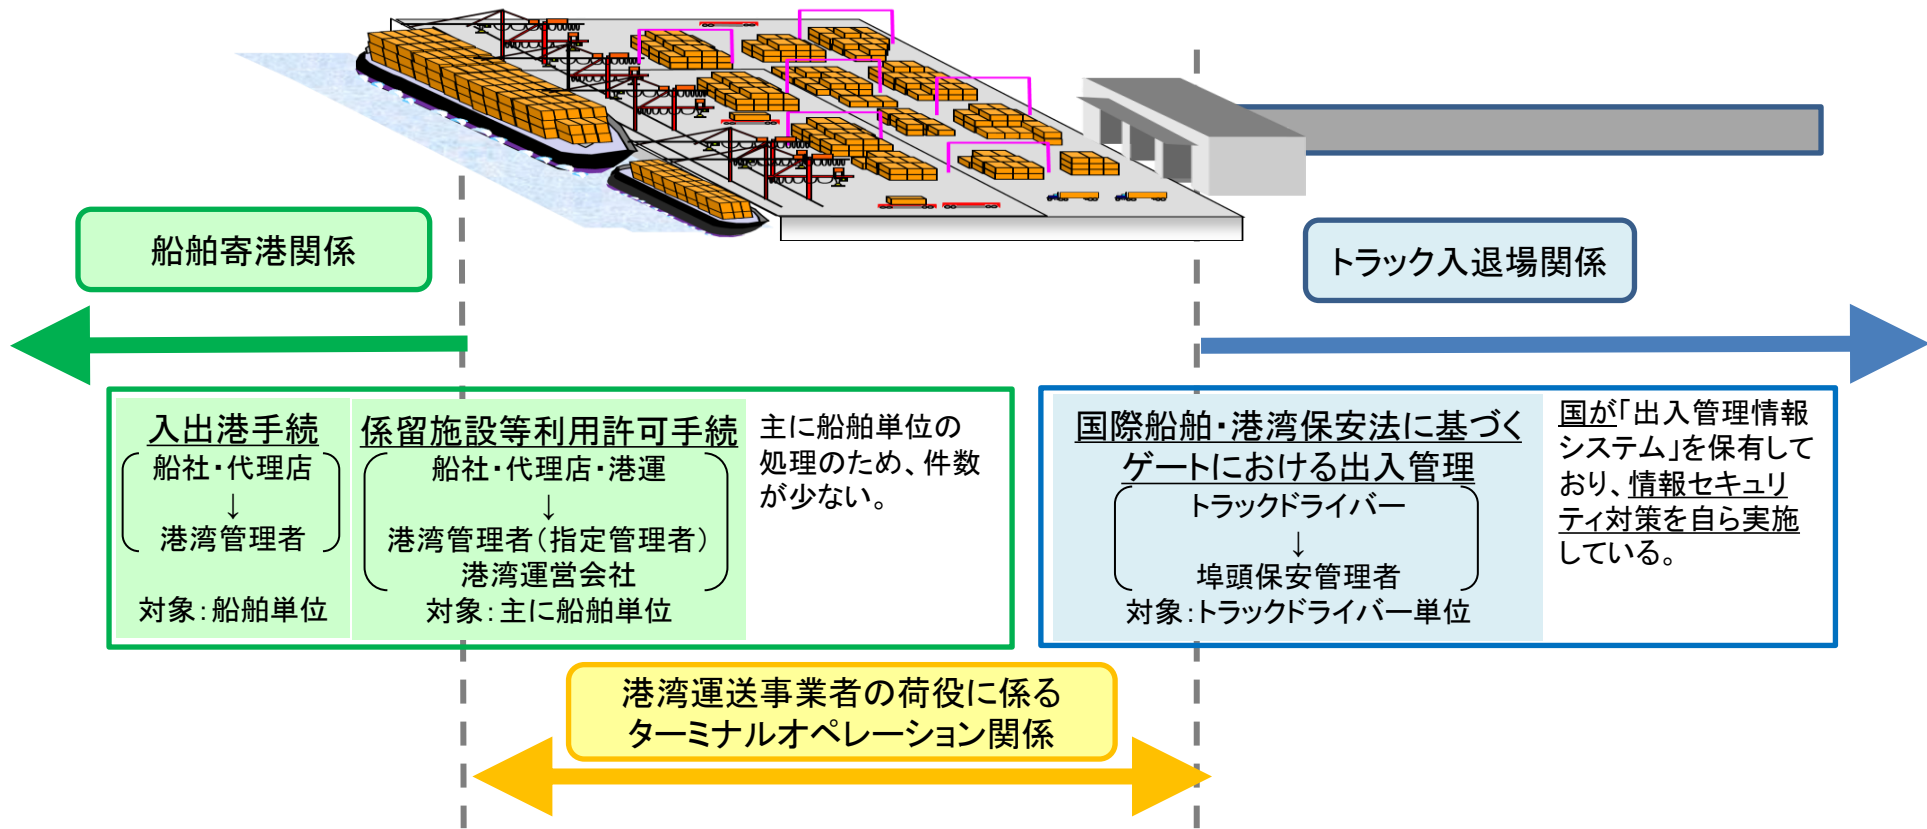 船舶寄港関係
トラック入退場関係
入出港手続
船社・代理店
↓
港湾管理者
対象：船舶単位
係留施設等利用許可手続
船社・代理店・港運
↓
港湾管理者（指定管理者）
港湾運営会社
対象：主に船舶単位
主に船舶単位の
処理のため、件数
が少ない。
国際船舶・港湾保安法に基づく
ゲートにおける出入管理
トラックドライバー
↓
埠頭保安管理者
対象：トラックドライバー単位
国が「出入管理情報
システム」を保有して
おり、情報セキュリ
ティ対策を自ら実施
している。
港湾運送事業者の荷役に係る
ターミナルオペレーション関係